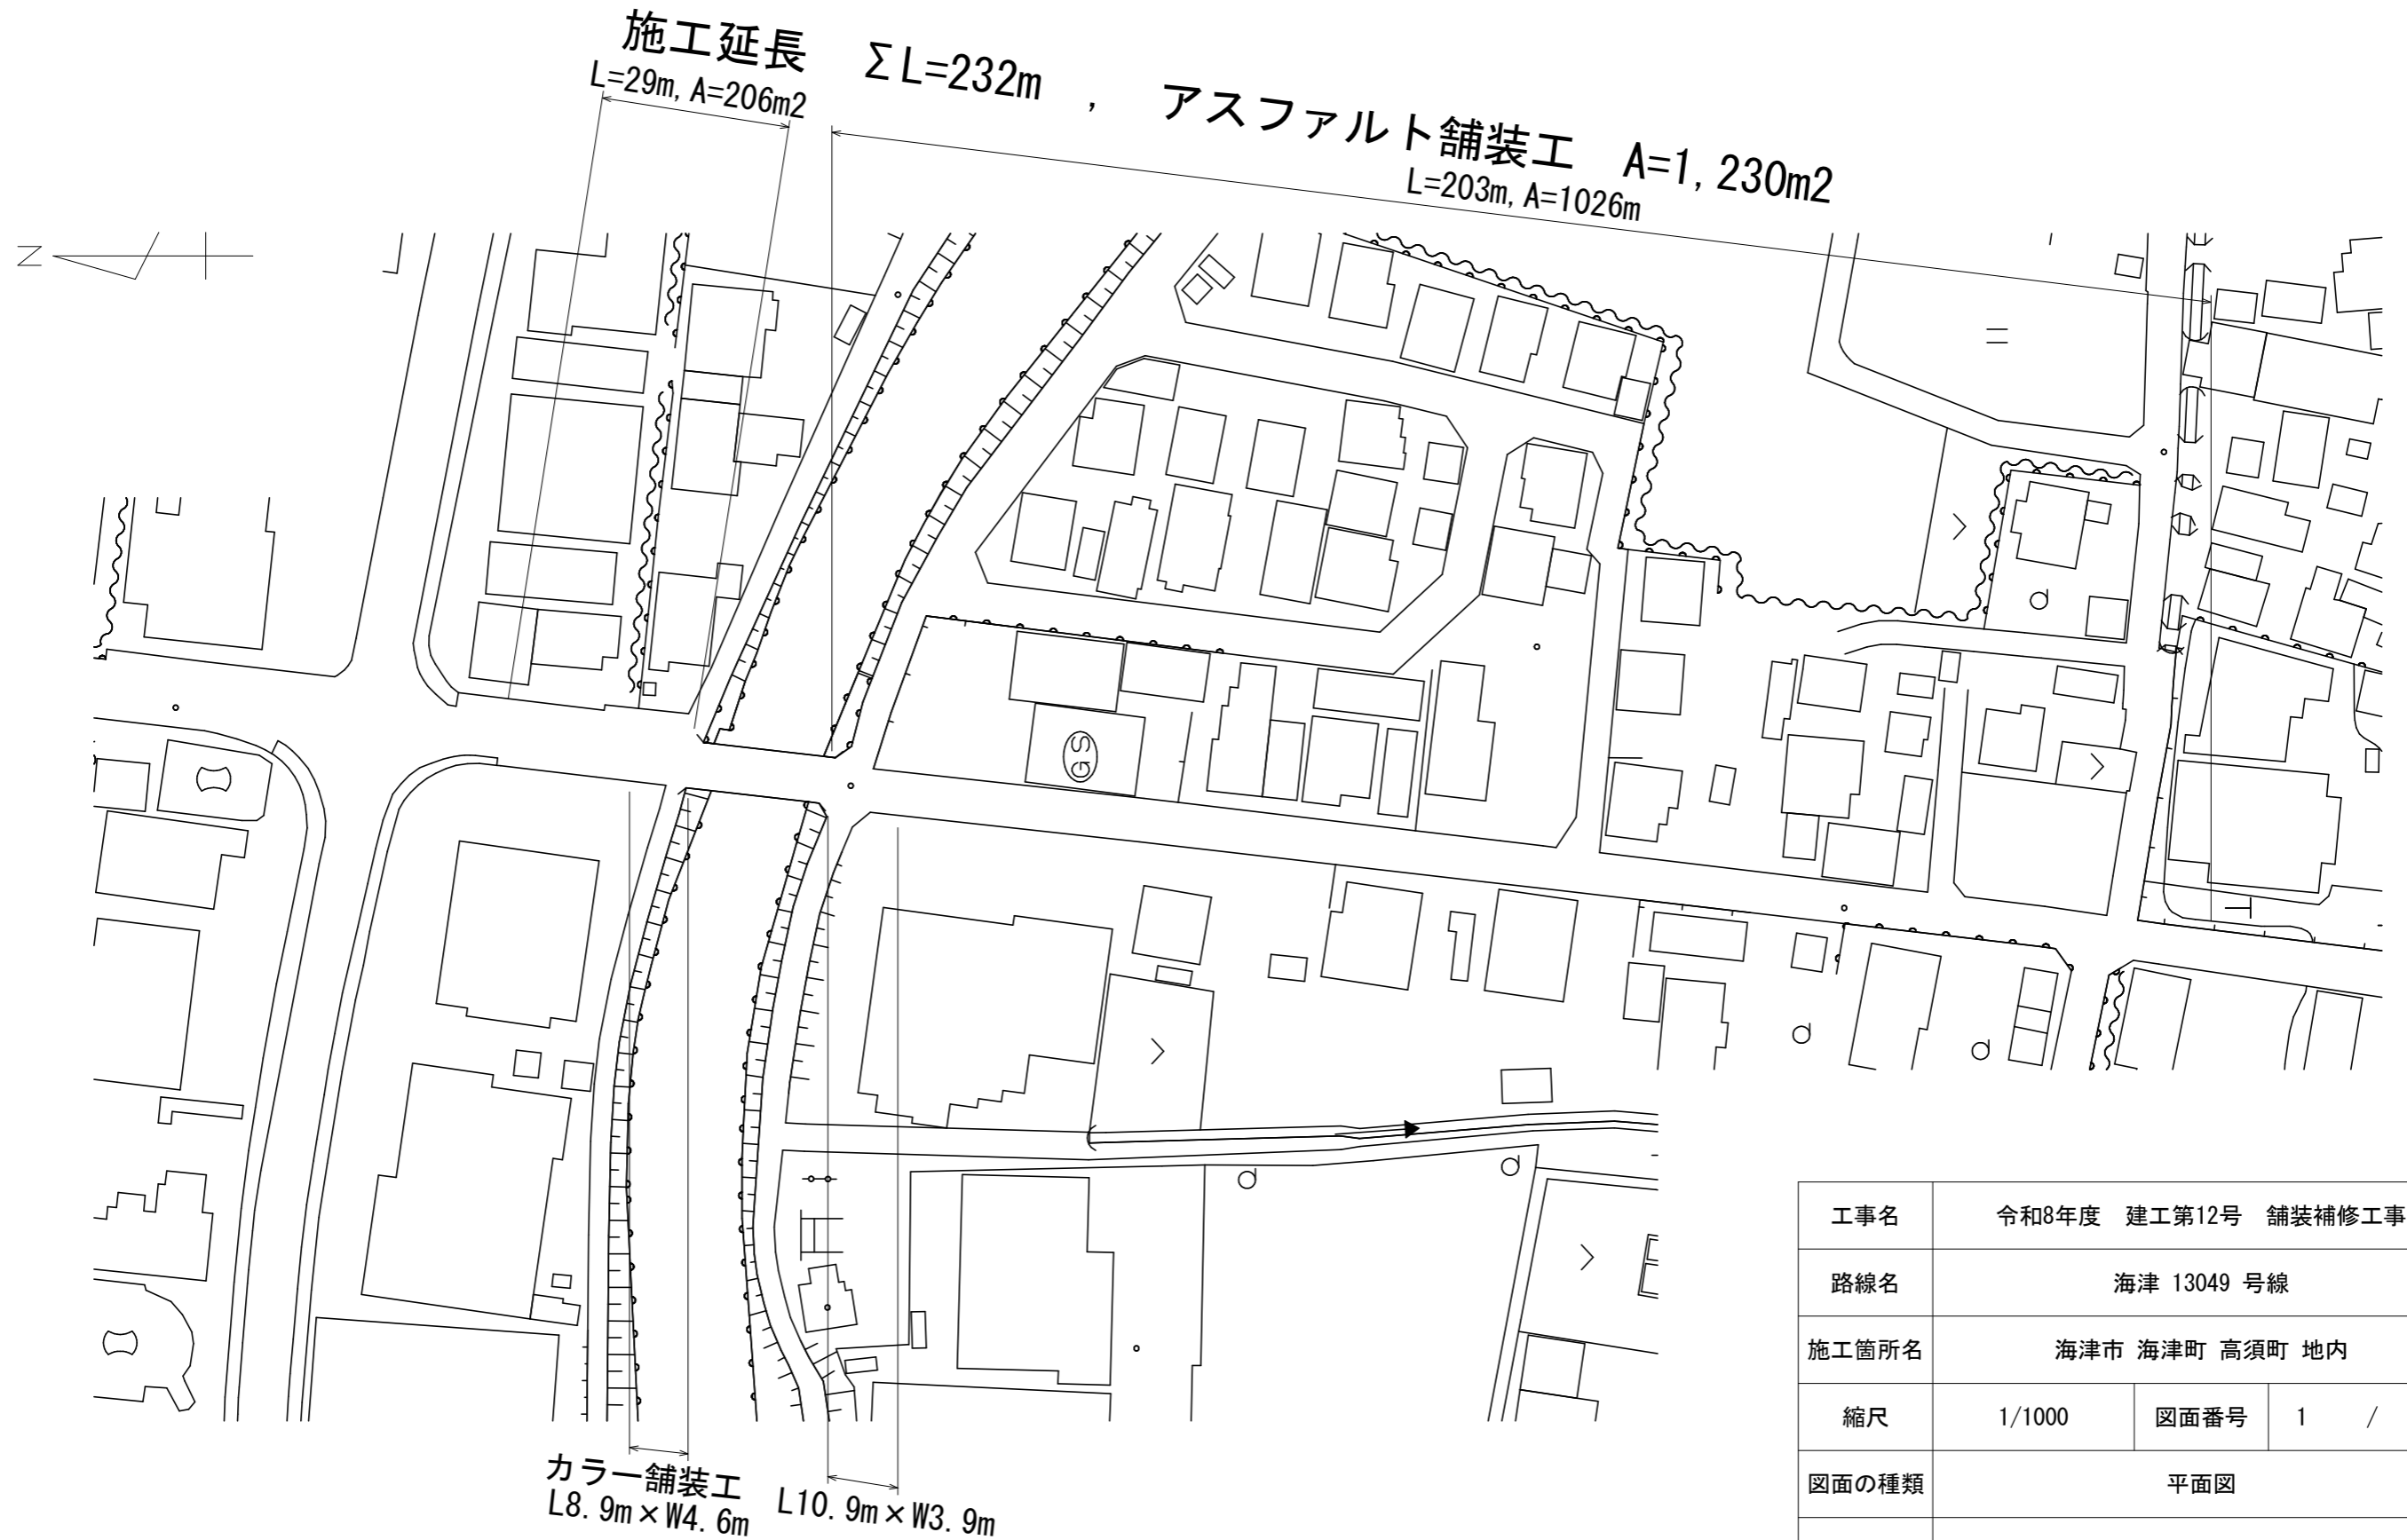 施工延長 ΣL=232m , アスファルト舗装工 A=1,230m2
L=29m, A=206m2
L=203m, A=1026m
N
SG
カラー舗装工
L8.9m×W4.6m
L10.9m×W3.9m
工事名 令和8年度 建工第12号 舗装補修工事
路線名 海津 13049 号線
施工箇所名 海津市 海津町 高須町 地内
縮尺 1/1000 図面番号 1 /
図面の種類 平面図